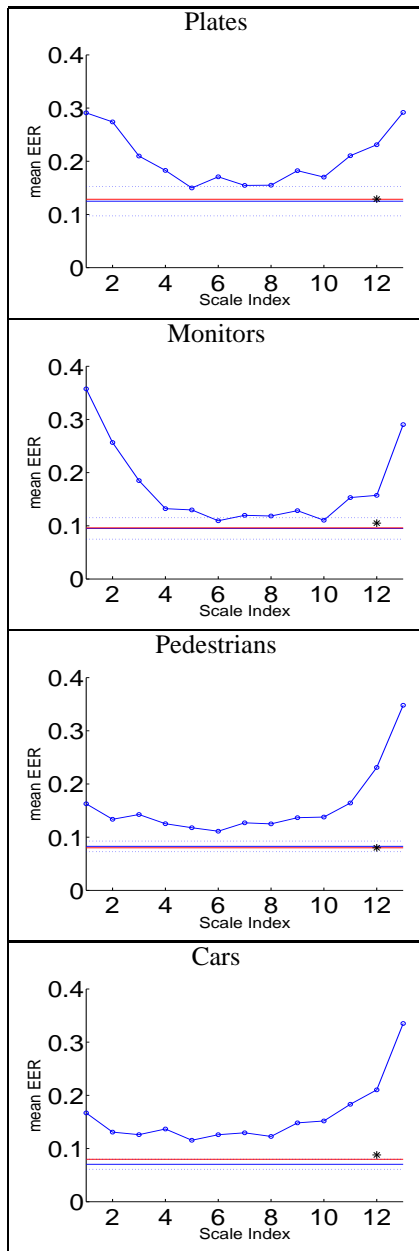 Plates
0.4
0.3
0.2
0.1
0
mean EER
2 4 6 8 10 12
Scale Index
Monitors
0.4
0.3
0.2
0.1
0
mean EER
2 4 6 8 10 12
Scale Index
Pedestrians
0.4
0.3
0.2
0.1
0
mean EER
2 4 6 8 10 12
Scale Index
Cars
0.4
0.3
0.2
0.1
0
mean EER
2 4 6 8 10 12
Scale Index